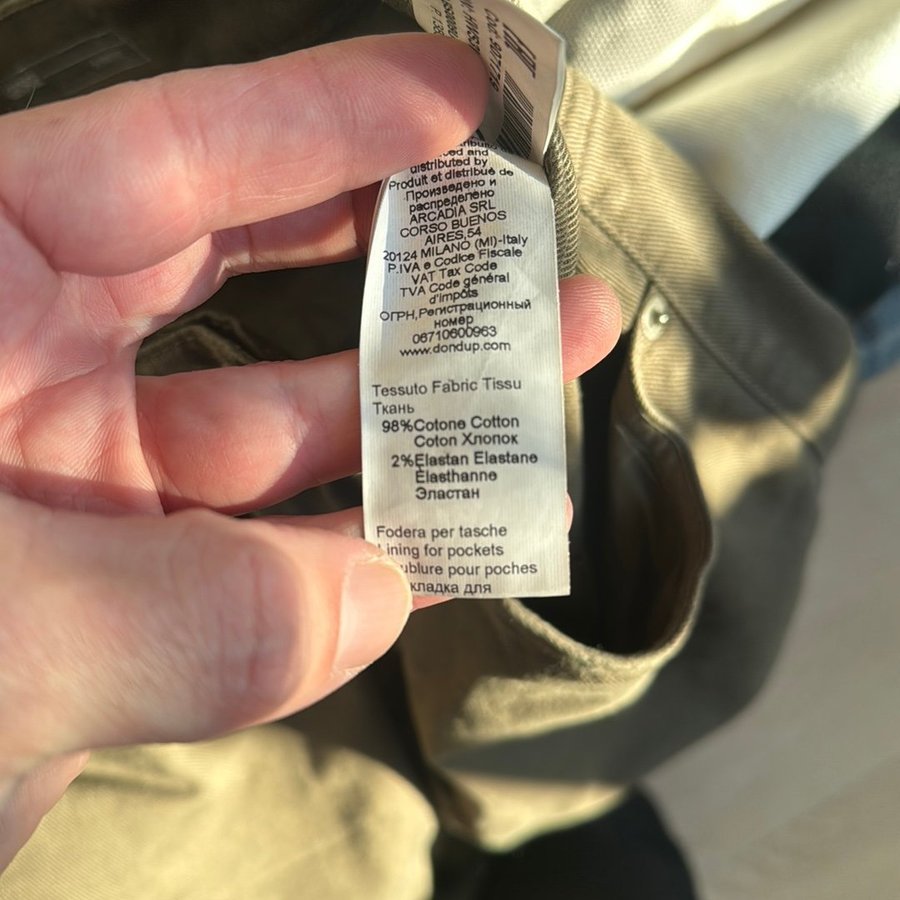 distributed by
Produit et distribué de
Произведено и
распределено
ARCADIA SRL
CORSO BUENOS
AIRES,54
20124 MILANO (MI)-Italy
P.IVA e Codice Fiscale
VAT Tax Code
TVA Code général
d'impôts
ОГРН,Регистрационный
номер
06710600963
www.dondup.com
Tessuto Fabric Tissu
Ткань
98%Cotone Cotton
Coton Хлопок
2%Elastan Elastane
Élasthanne
Эластан
Fodera per tasche
Lining for pockets
pour poches
для